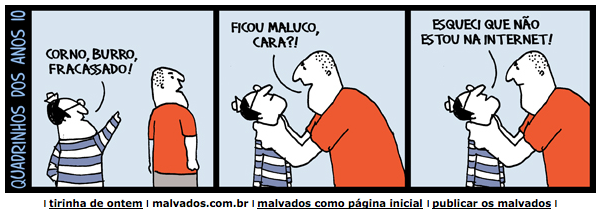 QUADRINHOS DOS ANOS 10
CORNO, BURRO,
FRACASSADO!
FICOU MALUCO,
CARA?!
ESQUECI QUE NÃO
ESTOU NA INTERNET!
| tirinha de ontem | malvados.com.br | malvados como página inicial | publicar os malvados |